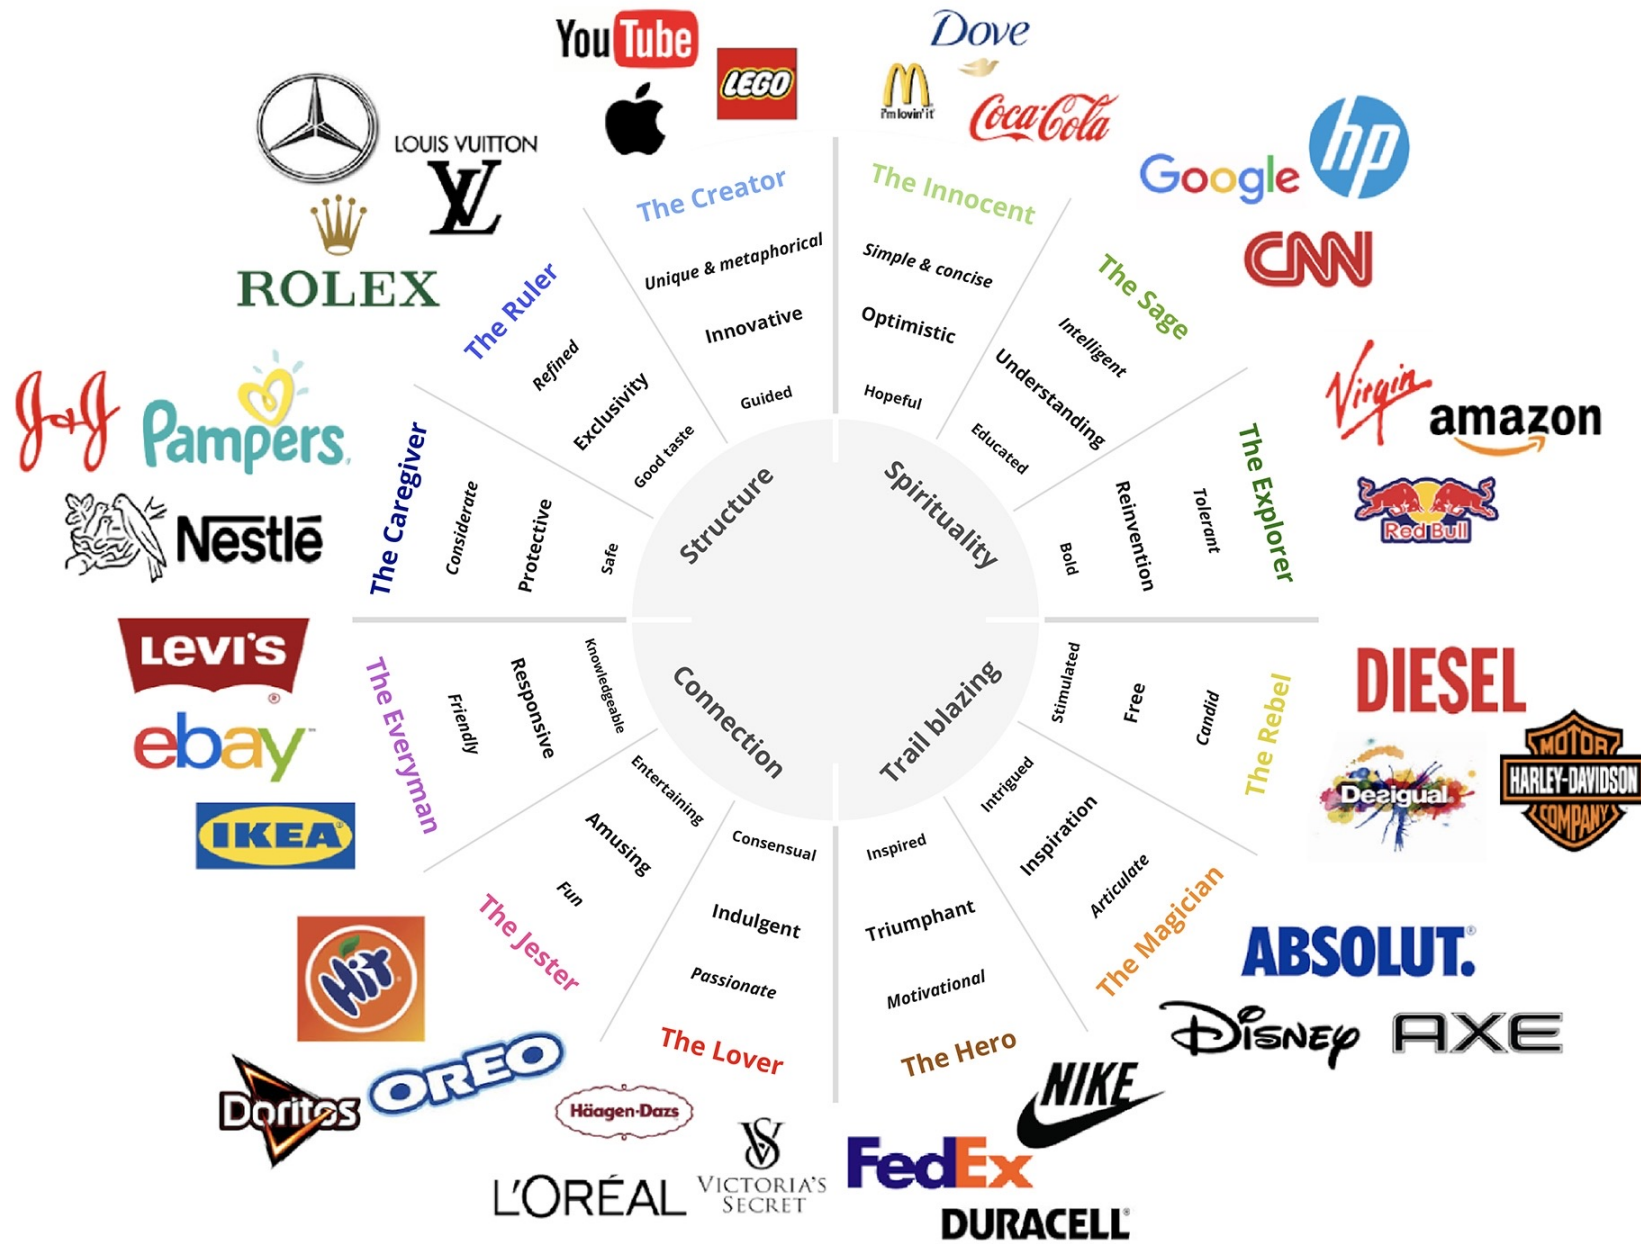 YouTube
LEGO
Dove
i'm lovin' it
Coca-Cola
Google
hp
CNN
LOUIS VUITTON
LV
ROLEX
The Creator
Unique & metaphorical
Innovative
Guided
The Innocent
Simple & concise
Optimistic
Hopeful
The Ruler
Refined
Exclusivity
Good taste
The Sage
Intelligent
Understanding
Educated
J&J
Pampers
Nestlé
The Caregiver
Considerate
Protective
Safe
Structure
Spirituality
Bold
Reinvention
Tolerant
The Explorer
Virgin
amazon
Red Bull
LEVI'S
ebay
IKEA
The Everyman
Friendly
Responsive
Knowledgeable
Connection
Trail blazing
Stimulated
Free
Candid
The Rebel
DIESEL
Desigual
MOTOR
HARLEY-DAVIDSON
COMPANY
The Jester
Fun
Amusing
Entertaining
The Magician
Articulate
Inspiration
Intrigued
Consensual
Indulgent
Passionate
The Lover
Inspired
Triumphant
Motivational
The Hero
Hit
Doritos
OREO
Häagen-Dazs
L'ORÉAL
VS
VICTORIA'S
SECRET
NIKE
FedEx
DURACELL
ABSOLUT.
DISNEY
AXE